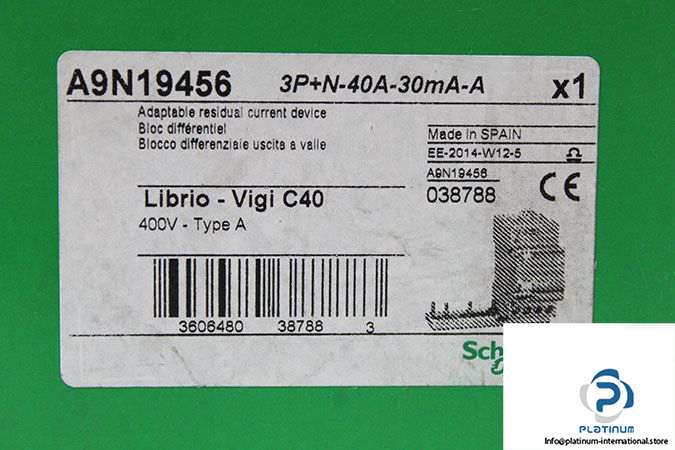 A9N19456 3P+N-40A-30mA-A x1
Adaptable residual current device
Bloc différentiel
Blocco differenziale uscita a valle
Made in SPAIN
EE-2014-W12-5
A9N19456
038788
CE
Librio - Vigi C40
400V - Type A
3606480 38788 3
Sch
PLATINUM
Info@platinum-international.store